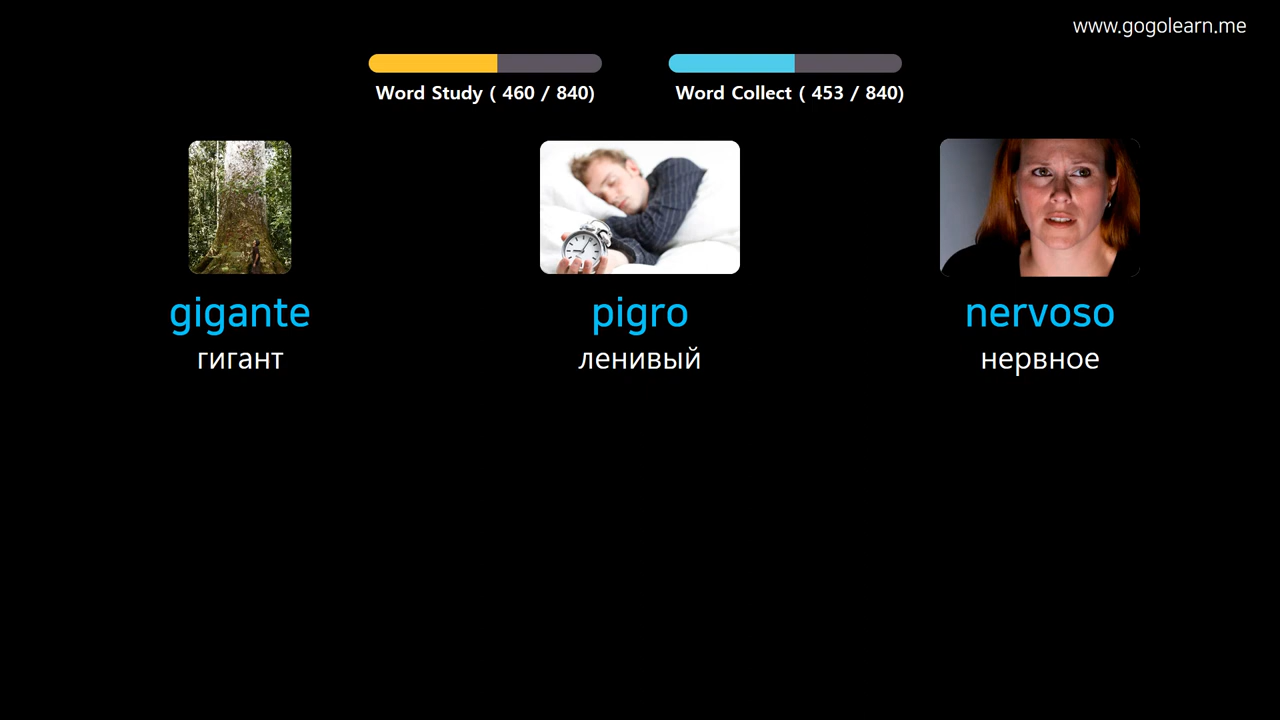 www.gogolearn.me
Word Study ( 460 / 840)
Word Collect ( 453 / 840)
gigante
гигант
pigro
ленивый
nervoso
нервное